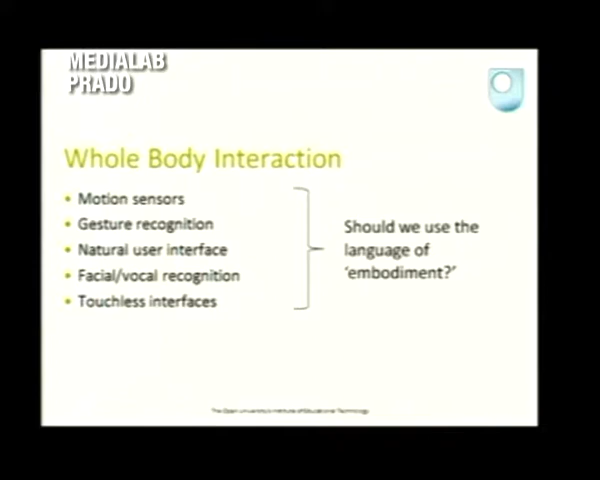 MEDIALAB
PRADO
Whole Body Interaction
• Motion sensors
• Gesture recognition
• Natural user interface
• Facial/vocal recognition
• Touchless interfaces
Should we use the
language of
'embodiment?'
The Open University's Institute of Educational Technology